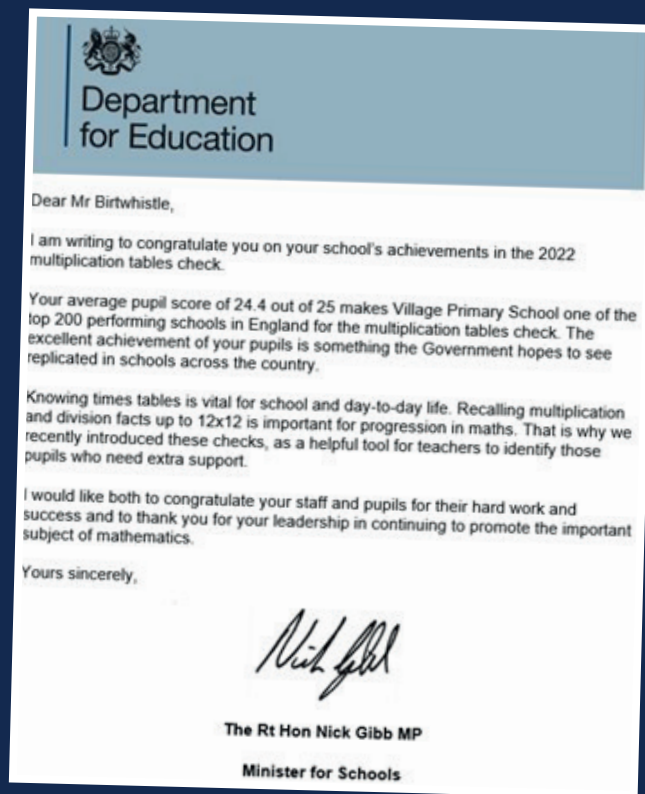 Department
for Education
Dear Mr Birtwhistle,
I am writing to congratulate you on your school's achievements in the 2022
multiplication tables check.
Your average pupil score of 24.4 out of 25 makes Village Primary School one of the
top 200 performing schools in England for the multiplication tables check. The
excellent achievement of your pupils is something the Government hopes to see
replicated in schools across the country.
Knowing times tables is vital for school and day-to-day life. Recalling multiplication
and division facts up to 12x12 is important for progression in maths. That is why we
recently introduced these checks, as a helpful tool for teachers to identify those
pupils who need extra support.
I would like both to congratulate your staff and pupils for their hard work and
success and to thank you for your leadership in continuing to promote the important
subject of mathematics.
Yours sincerely,
Nick Gibb
The Rt Hon Nick Gibb MP
Minister for Schools